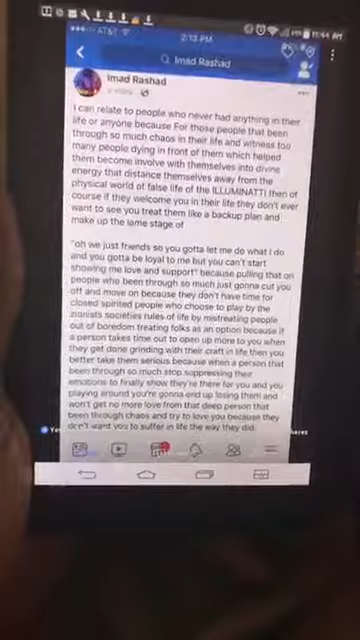 11:44 AM
AT&T
2:13 PM
Imad Rashad
Imad Rashad
I can relate to people who never had anything in their
life or anyone because For those people that been
through so much chaos in their life and witness too
many people dying in front of them which helped
them become involve with themselves into divine
energy that distance themselves away from the
physical world of false life of the ILLUMINATTI then of
course if they welcome you in their life they don't ever
want to see you treat them like a backup plan and
make up the lame stage of
"oh we just friends so you gotta let me do what I do
and you gotta be loyal to me but you can't start
showing me love and support" because pulling that on
people who been through so much just gonna cut you
off and move on because they don't have time for
closed spirited people who choose to play by the
zionists societies rules of life by mistreating people
out of boredom treating folks as an option because if
a person takes time out to open up more to you when
they get done grinding with their craft in life then you
better take them serious because when a person that
been through so much stop suppressing their
emotions to finally show they're there for you and you
playing around you're gonna end up losing them and
won't get no more love from that deep person that
been through chaos and try to love you because they
don't want you to suffer in life the way they did